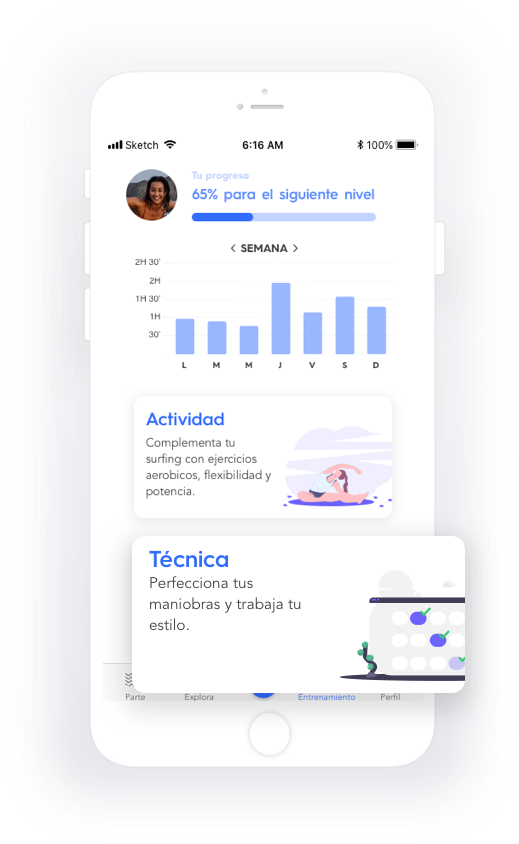 Sketch 6:16 AM 100%
Tu progreso
65% para el siguiente nivel
< SEMANA >
2H 30'
2H
1H 30'
1H
30'
L M M J V S D
Actividad
Complementa tu
surfing con ejercicios
aerobicos, flexibilidad y
potencia.
Técnica
Perfecciona tus
maniobras y trabaja tu
estilo.
Parte Explora Entrenamiento Perfil